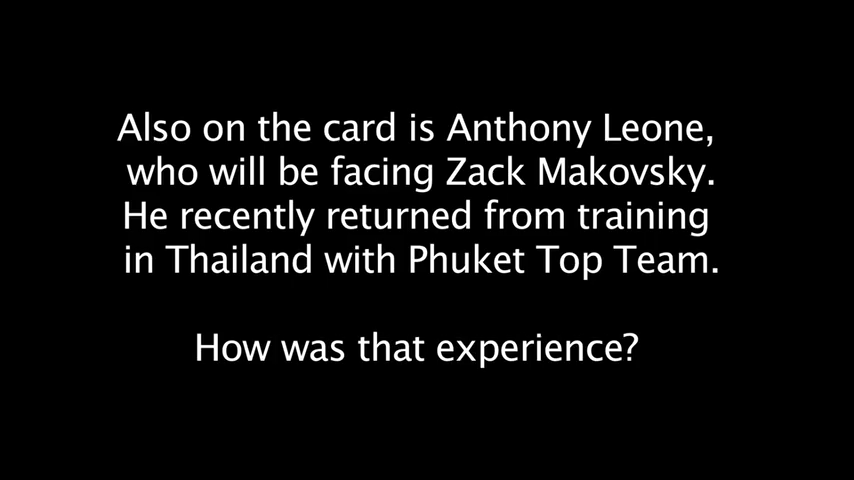 Also on the card is Anthony Leone,
who will be facing Zack Makovsky.
He recently returned from training
in Thailand with Phuket Top Team.
How was that experience?